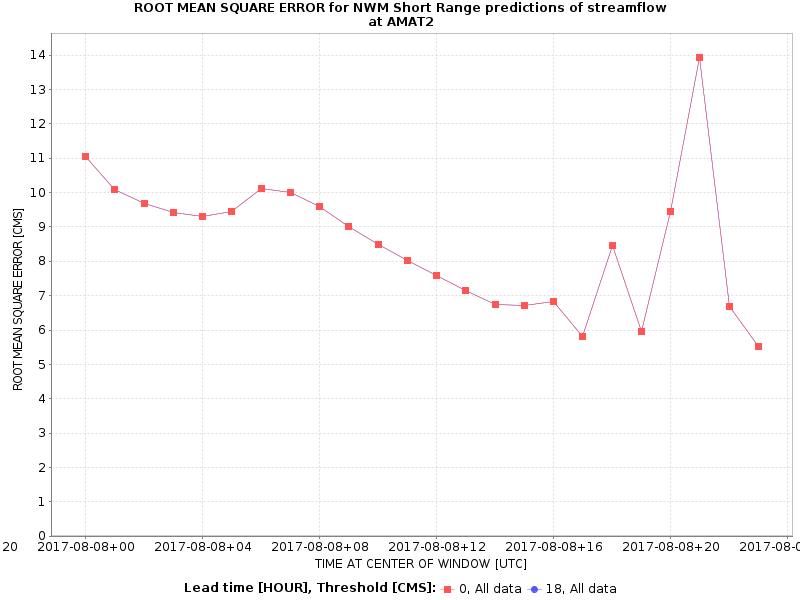 ROOT MEAN SQUARE ERROR for NWM Short Range predictions of streamflow
at AMAT2
ROOT MEAN SQUARE ERROR [CMS]
14
13
12
11
10
9
8
7
6
5
4
3
2
1
0
20 2017-08-08+00 2017-08-08+04 2017-08-08+08 2017-08-08+12 2017-08-08+16 2017-08-08+20 2017-08-0
TIME AT CENTER OF WINDOW [UTC]
Lead time [HOUR], Threshold [CMS]: 0, All data 18, All data